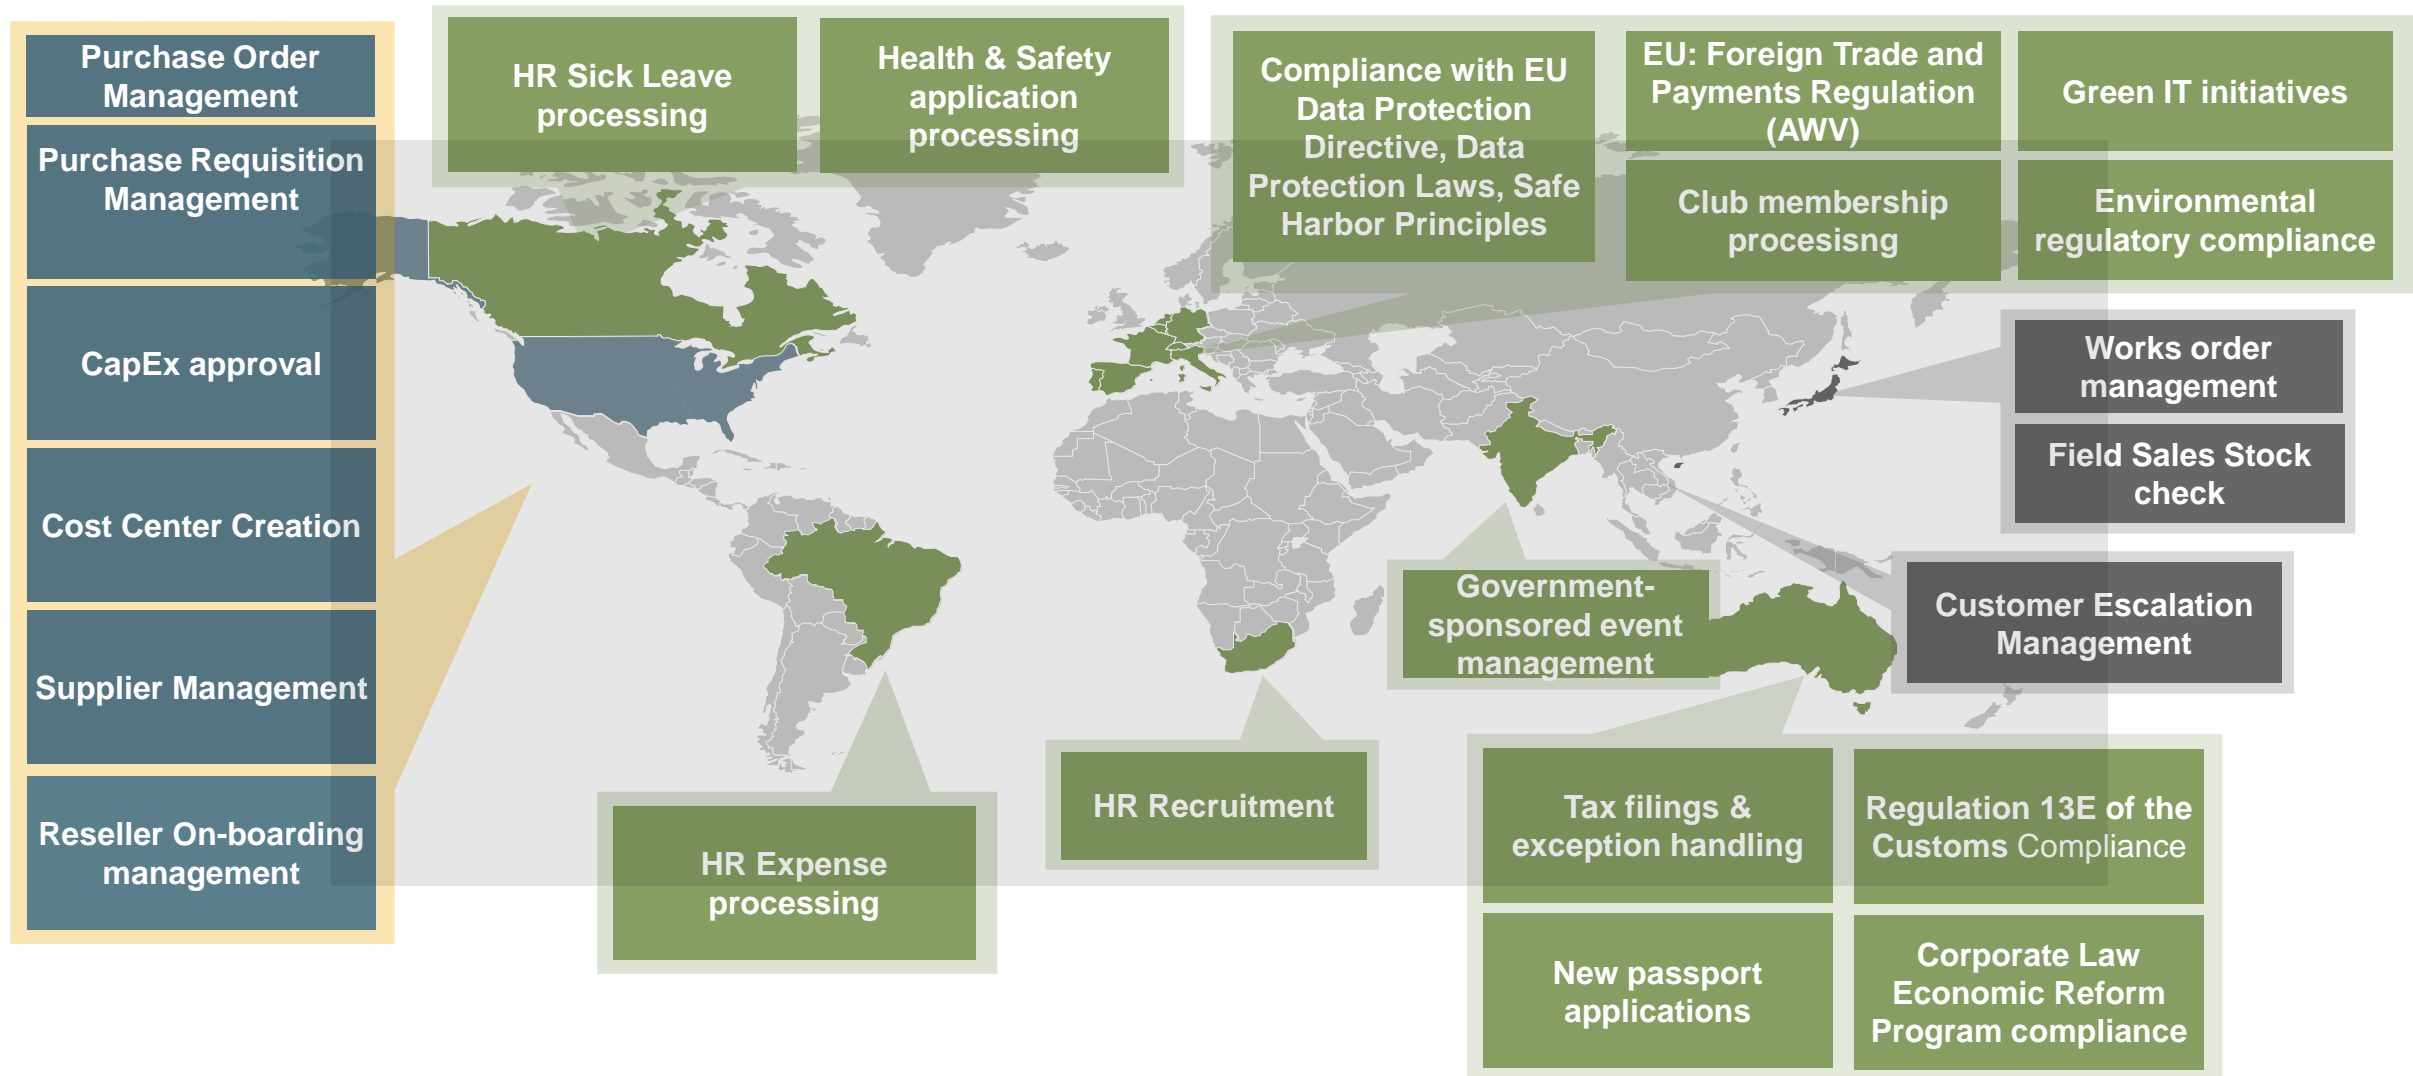 Purchase Order
Management
Purchase Requisition
Management
CapEx approval
Cost Center Creation
Supplier Management
Reseller On-boarding
management
HR Sick Leave
processing
Health & Safety
application
processing
Compliance with EU
Data Protection
Directive, Data
Protection Laws, Safe
Harbor Principles
EU: Foreign Trade and
Payments Regulation
(AWV)
Green IT initiatives
Club membership
procesisng
Environmental
regulatory compliance
Works order
management
Field Sales Stock
check
Customer Escalation
Management
Government-
sponsored event
management
HR Expense
processing
HR Recruitment
Tax filings &
exception handling
Regulation 13E of the
Customs Compliance
New passport
applications
Corporate Law
Economic Reform
Program compliance